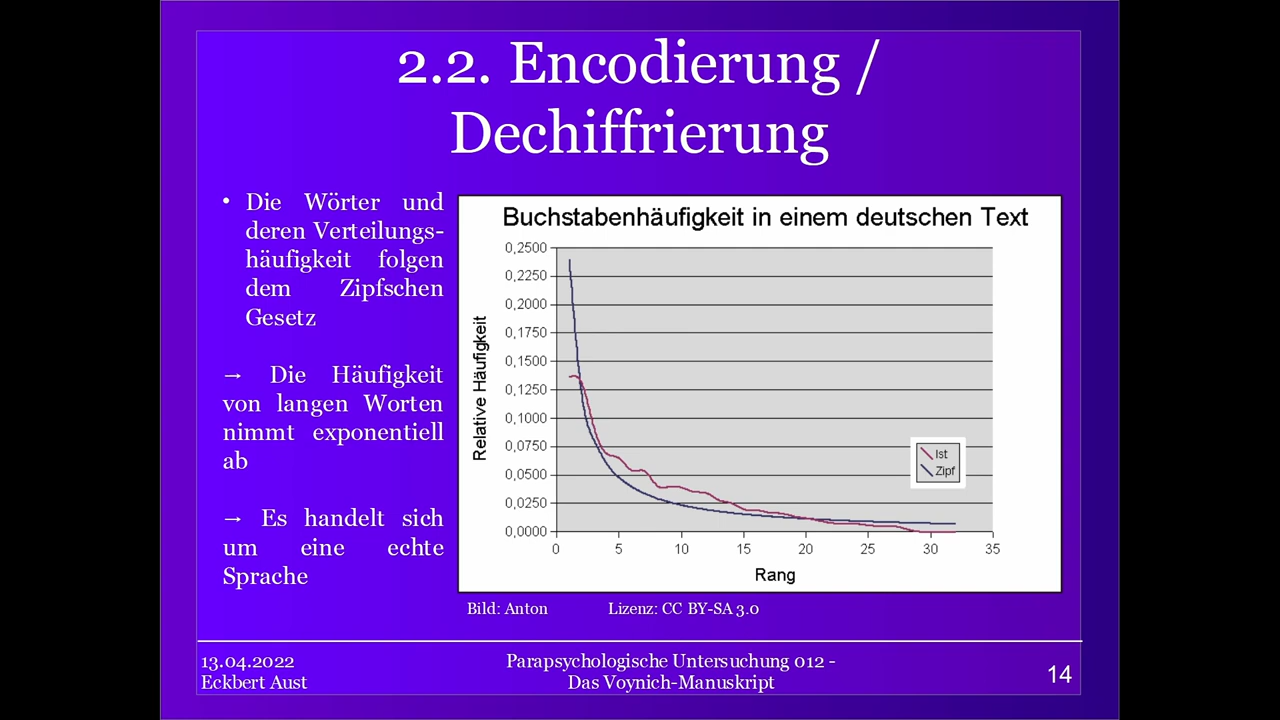 2.2. Encodierung /
Dechiffrierung
• Die Wörter und
deren Verteilungs-
häufigkeit folgen
dem Zipfschen
Gesetz
→ Die Häufigkeit
von langen Worten
nimmt exponentiell
ab
→ Es handelt sich
um eine echte
Sprache
Buchstabenhäufigkeit in einem deutschen Text
Relative Häufigkeit
0,2500
0,2250
0,2000
0,1750
0,1500
0,1250
0,1000
0,0750
0,0500
0,0250
0,0000
0 5 10 15 20 25 30 35
Rang
Ist
Zipf
Bild: Anton Lizenz: CC BY-SA 3.0
13.04.2022
Eckbert Aust
Parapsychologische Untersuchung 012 -
Das Voynich-Manuskript
14